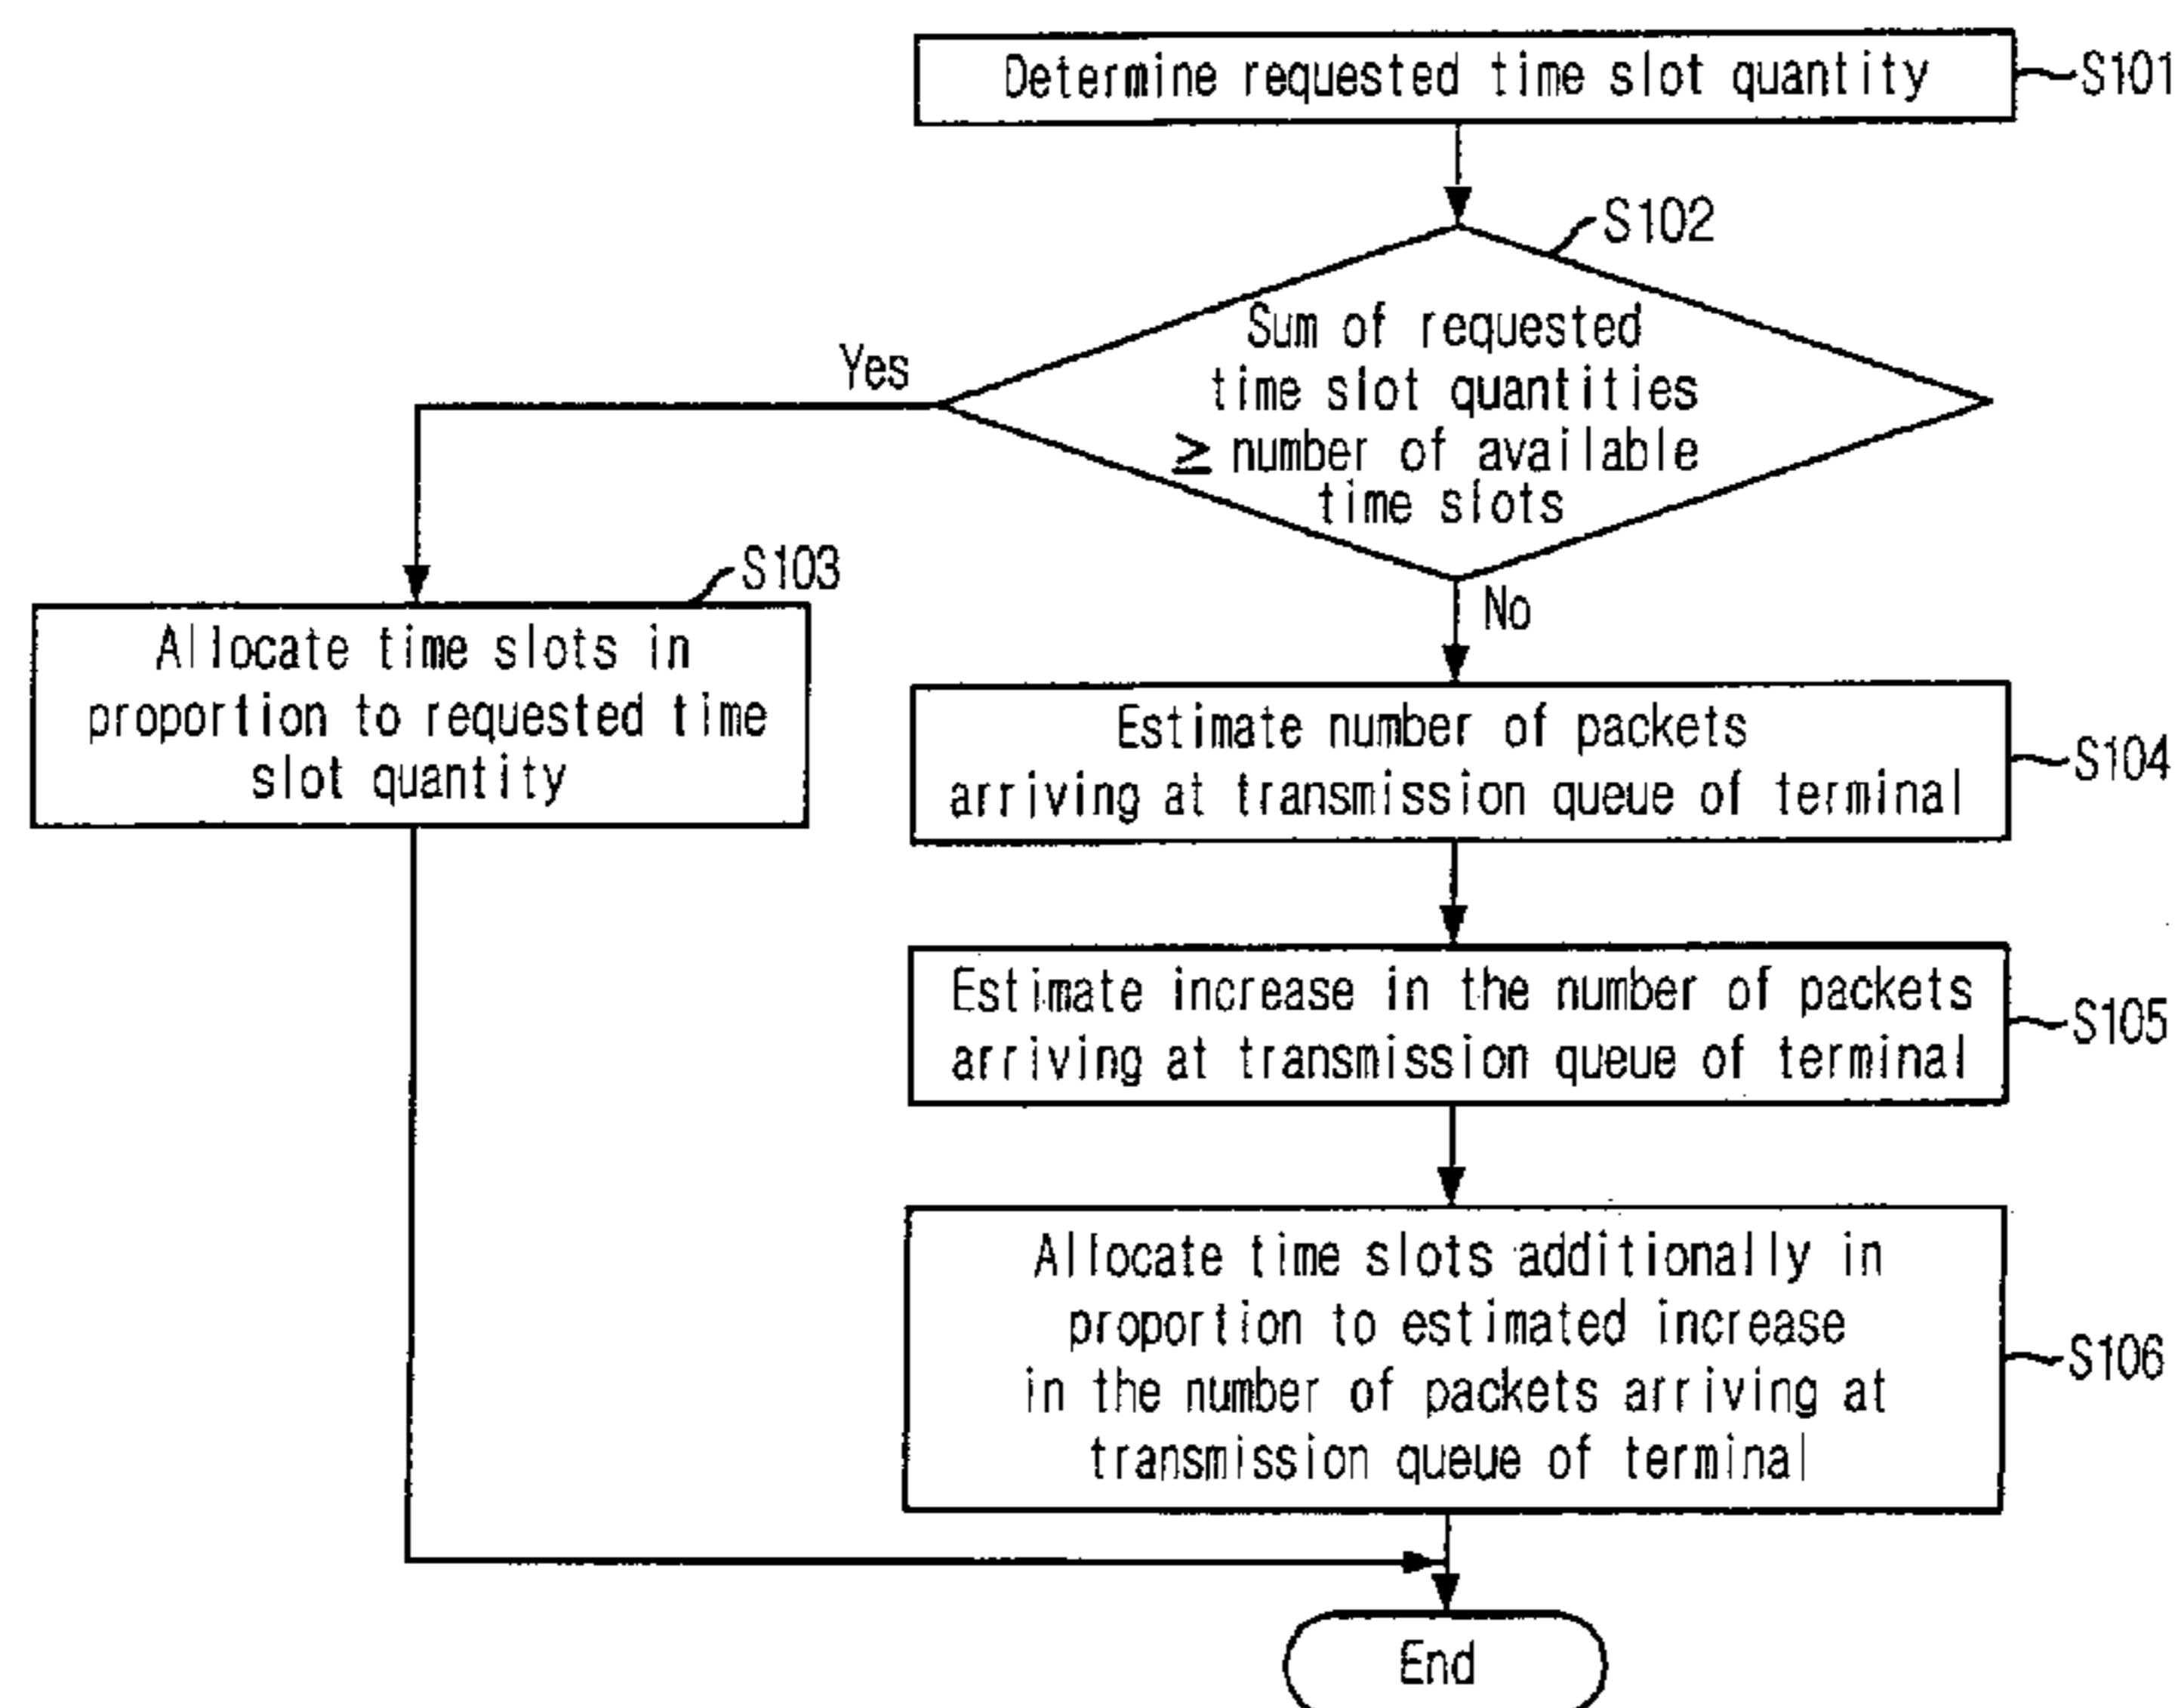 Determine requested time slot quantity
S101
S102
Sum of requested
time slot quantities
≥ number of available
time slots
Yes
No
S103
Allocate time slots in
proportion to requested time
slot quantity
Estimate number of packets
arriving at transmission queue of terminal
S104
Estimate increase in the number of packets
arriving at transmission queue of terminal
S105
Allocate time slots additionally in
proportion to estimated increase
in the number of packets arriving at
transmission queue of terminal
S106
End